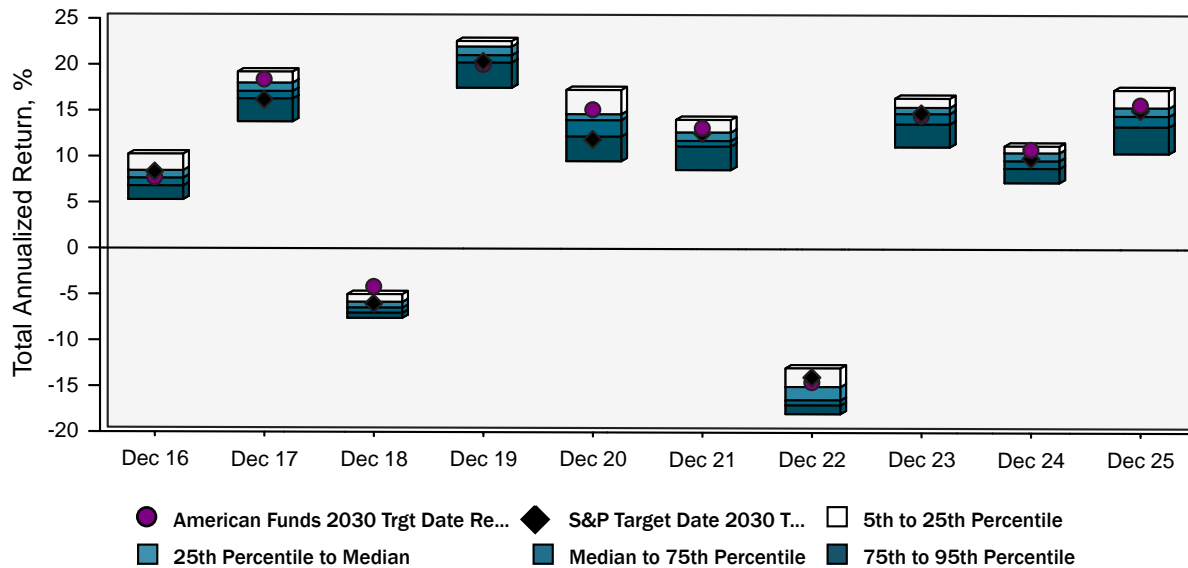 Total Annualized Return, %
25
20
15
10
5
0
-5
-10
-15
-20
Dec 16 Dec 17 Dec 18 Dec 19 Dec 20 Dec 21 Dec 22 Dec 23 Dec 24 Dec 25
American Funds 2030 Trgt Date Re... S&P Target Date 2030 T... 5th to 25th Percentile
25th Percentile to Median Median to 75th Percentile 75th to 95th Percentile